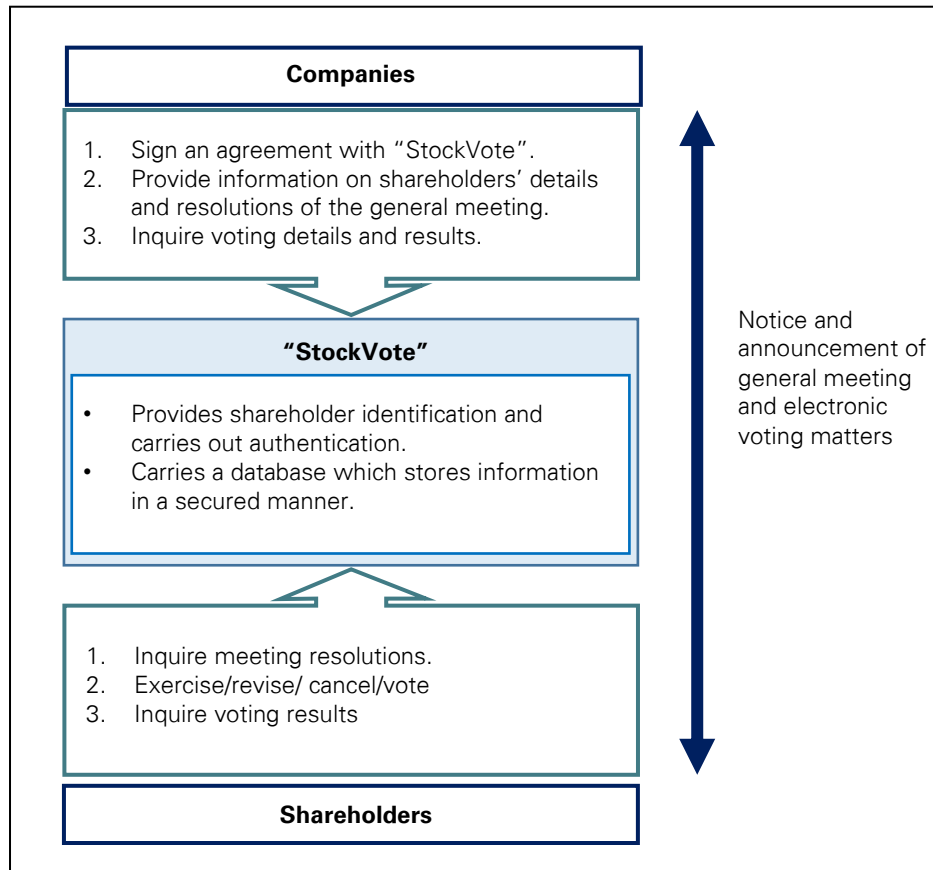 Companies
1. Sign an agreement with “StockVote”.
2. Provide information on shareholders’ details
and resolutions of the general meeting.
3. Inquire voting details and results.
“StockVote”
• Provides shareholder identification and
carries out authentication.
• Carries a database which stores information
in a secured manner.
1. Inquire meeting resolutions.
2. Exercise/revise/ cancel/vote
3. Inquire voting results
Shareholders
Notice and
announcement of
general meeting
and electronic
voting matters